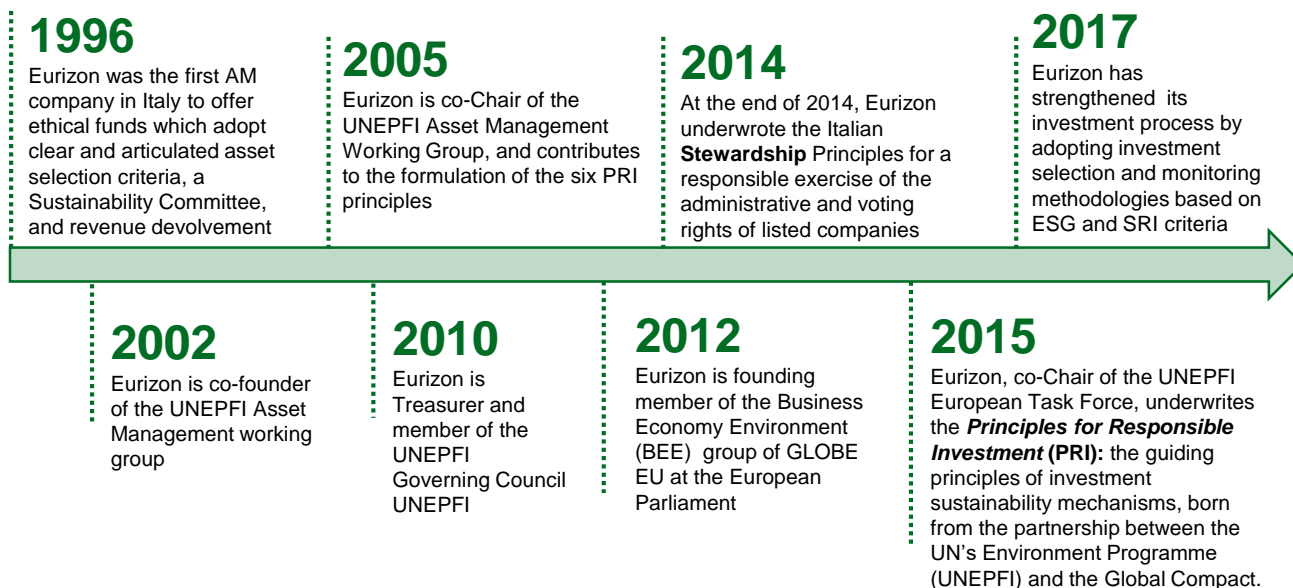 1996
Eurizon was the first AM
company in Italy to offer
ethical funds which adopt
clear and articulated asset
selection criteria, a
Sustainability Committee,
and revenue devolvement
2005
Eurizon is co-Chair of the
UNEPFI Asset Management
Working Group, and contributes
to the formulation of the six PRI
principles
2014
At the end of 2014, Eurizon
underwrote the Italian
Stewardship Principles for a
responsible exercise of the
administrative and voting
rights of listed companies
2017
Eurizon has
strengthened its
investment process by
adopting investment
selection and monitoring
methodologies based on
ESG and SRI criteria
2002
Eurizon is co-founder
of the UNEPFI Asset
Management working
group
2010
Eurizon is
Treasurer and
member of the
UNEPFI
Governing Council
UNEPFI
2012
Eurizon is founding
member of the Business
Economy Environment
(BEE) group of GLOBE
EU at the European
Parliament
2015
Eurizon, co-Chair of the UNEPFI
European Task Force, underwrites
the Principles for Responsible
Investment (PRI): the guiding
principles of investment
sustainability mechanisms, born
from the partnership between the
UN's Environment Programme
(UNEPFI) and the Global Compact.